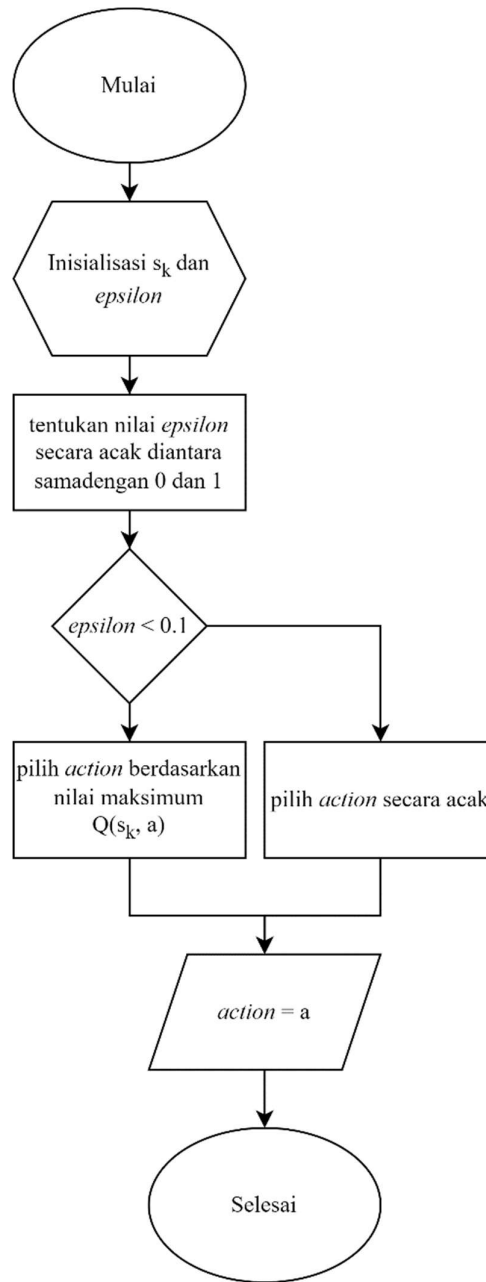 Mulai
Inisialisasi sk dan
epsilon
tentukan nilai epsilon
secara acak diantara
samadengan 0 dan 1
epsilon < 0.1
pilih action berdasarkan
nilai maksimum
Q(sk, a)
pilih action secara acak
action = a
Selesai